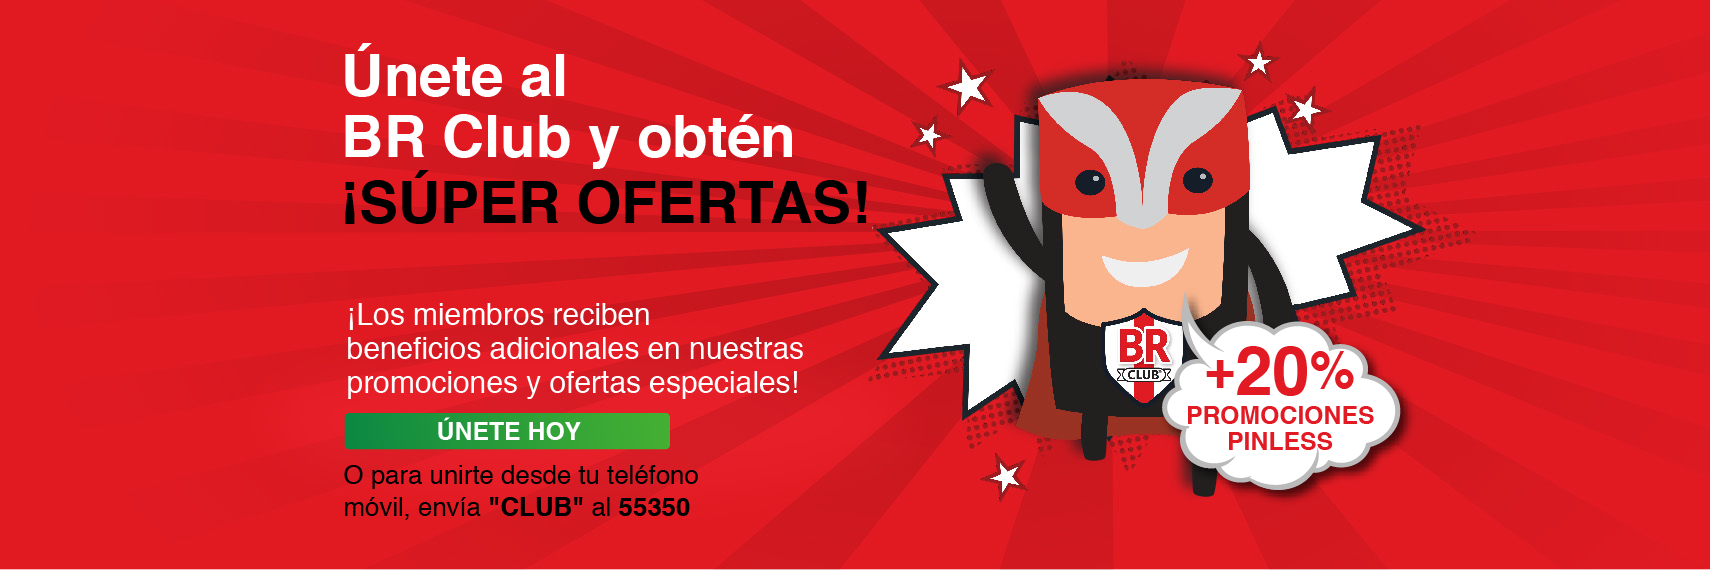 Únete al
BR Club y obtén
¡SÚPER OFERTAS!
¡Los miembros reciben
beneficios adicionales en nuestras
promociones y ofertas especiales!
ÚNETE HOY
O para unirte desde tu teléfono
móvil, envía "CLUB" al 55350
BR
CLUB
+20%
PROMOCIONES
PINLESS